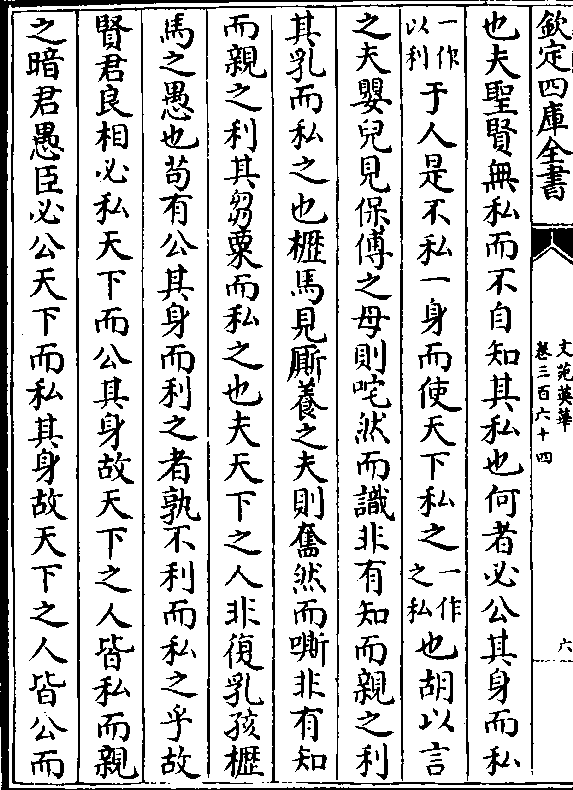 欽定四庫全書
文苑英華
卷三百六十四
六
也夫聖賢無私而不自知其私也何者必公其身而私
一作以利于人是不私一身而使天下私之一作之私也胡以言
之夫嬰兒見保傅之母則咤然而識非有知而親之利
其乳而私之也櫪馬見厮養之夫則奮然而嘶非有知
而親之利其芻粟而私之也夫天下之人非復乳孩櫪
馬之愚也苟有公其身而利之者孰不利而私之乎故
賢君良相必私天下而公其身故天下之人皆私而親
之暗君愚臣必公天下而私其身故天下之人皆公而